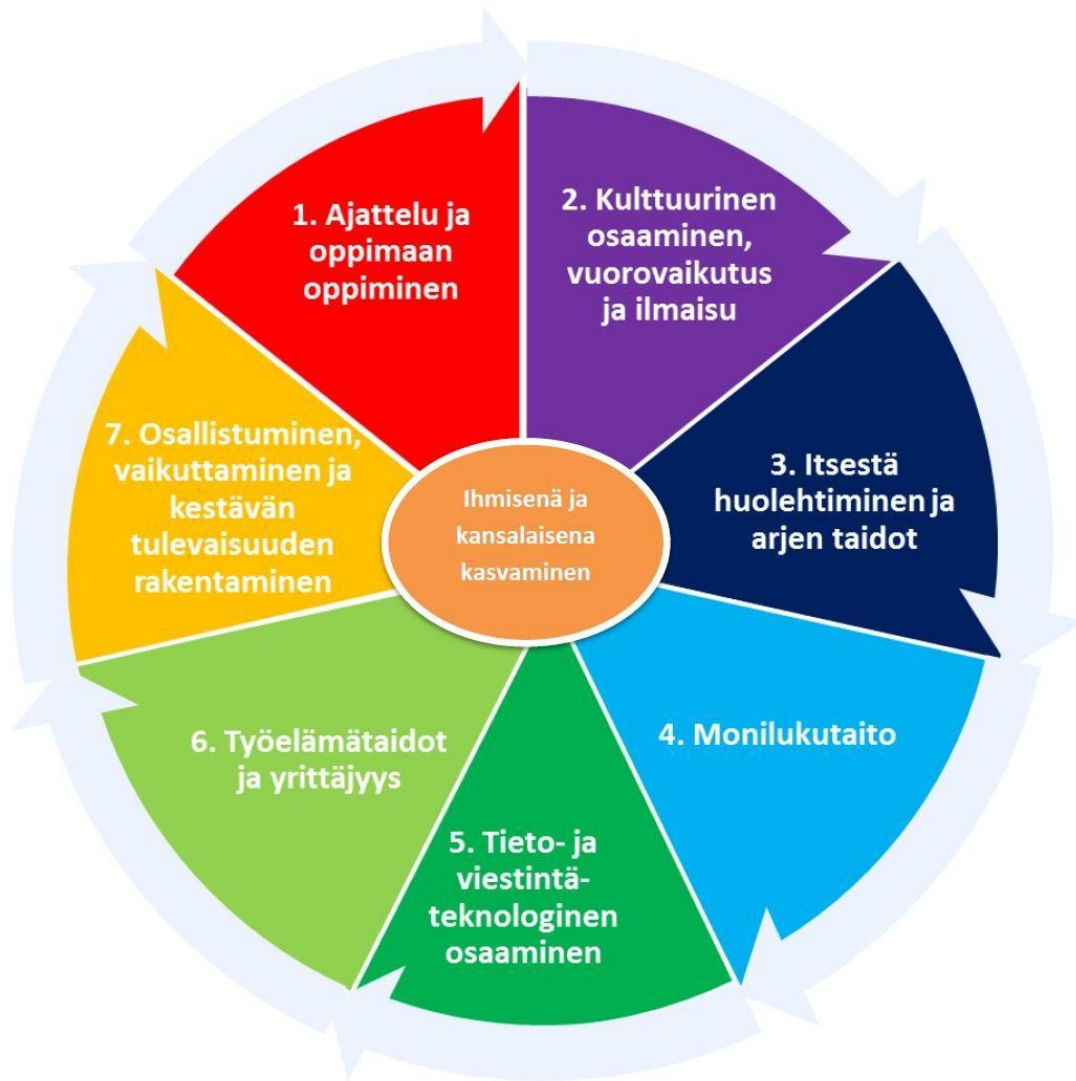 1. Ajattelu ja
oppimaan
oppiminen
2. Kulttuurinen
osaaminen,
vuorovaikutus
ja ilmaisu
3. Itsestä
huolehtiminen ja
arjen taidot
4. Monilukutaito
5. Tieto- ja
viestintä-
teknologinen
osaaminen
6. Työelämätaidot
ja yrittäjyys
7. Osallistuminen,
vaikuttaminen ja
kestävän
tulevaisuuden
rakentaminen
Ihmisenä ja
kansalaisena
kasvaminen